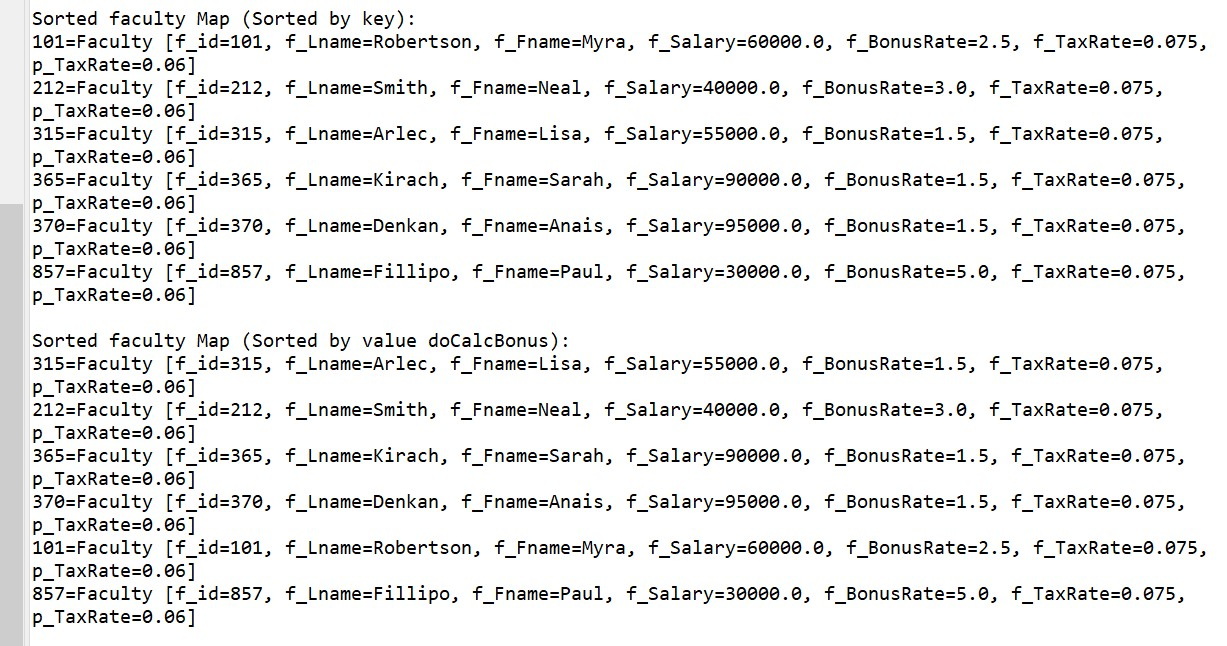 Sorted faculty Map (Sorted by key):
101=Faculty [f_id=101, f_Lname=Robertson, f_Fname=Myra, f_Salary=60000.0, f_BonusRate=2.5, f_TaxRate=0.075,
p_TaxRate=0.06]
212=Faculty [f_id=212, f_Lname=Smith, f_Fname=Neal, f_Salary=40000.0, f_BonusRate=3.0, f_TaxRate=0.075,
p_TaxRate=0.06]
315=Faculty [f_id=315, f_Lname=Arlec, f_Fname=Lisa, f_Salary=55000.0, f_BonusRate=1.5, f_TaxRate=0.075,
p_TaxRate=0.06]
365=Faculty [f_id=365, f_Lname=Kirach, f_Fname=Sarah, f_Salary=90000.0, f_BonusRate=1.5, f_TaxRate=0.075,
p_TaxRate=0.06]
370=Faculty [f_id=370, f_Lname=Denkan, f_Fname=Anais, f_Salary=95000.0, f_BonusRate=1.5, f_TaxRate=0.075,
p_TaxRate=0.06]
857=Faculty [f_id=857, f_Lname=Fillipo, f_Fname=Paul, f_Salary=30000.0, f_BonusRate=5.0, f_TaxRate=0.075,
p_TaxRate=0.06]

Sorted faculty Map (Sorted by value doCalcBonus):
315=Faculty [f_id=315, f_Lname=Arlec, f_Fname=Lisa, f_Salary=55000.0, f_BonusRate=1.5, f_TaxRate=0.075,
p_TaxRate=0.06]
212=Faculty [f_id=212, f_Lname=Smith, f_Fname=Neal, f_Salary=40000.0, f_BonusRate=3.0, f_TaxRate=0.075,
p_TaxRate=0.06]
365=Faculty [f_id=365, f_Lname=Kirach, f_Fname=Sarah, f_Salary=90000.0, f_BonusRate=1.5, f_TaxRate=0.075,
p_TaxRate=0.06]
370=Faculty [f_id=370, f_Lname=Denkan, f_Fname=Anais, f_Salary=95000.0, f_BonusRate=1.5, f_TaxRate=0.075,
p_TaxRate=0.06]
101=Faculty [f_id=101, f_Lname=Robertson, f_Fname=Myra, f_Salary=60000.0, f_BonusRate=2.5, f_TaxRate=0.075,
p_TaxRate=0.06]
857=Faculty [f_id=857, f_Lname=Fillipo, f_Fname=Paul, f_Salary=30000.0, f_BonusRate=5.0, f_TaxRate=0.075,
p_TaxRate=0.06]